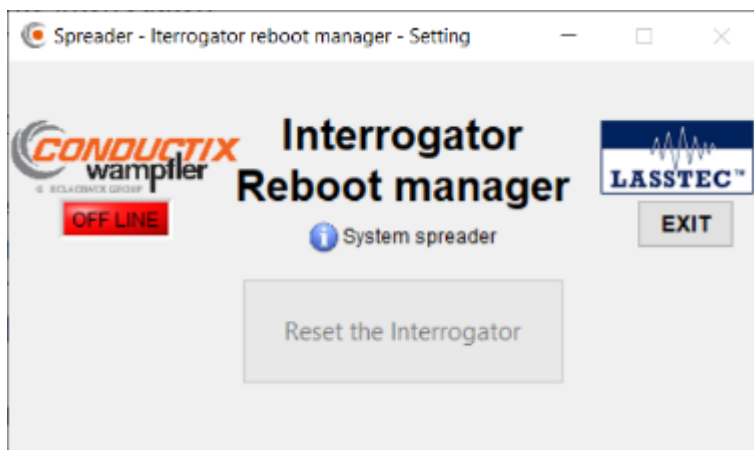 Spreader - Iterrogator reboot manager - Setting
CONDUCTIX
wampfler
Interrogator
Reboot manager
LASSTEC™
OFF LINE
System spreader
EXIT
Reset the Interrogator